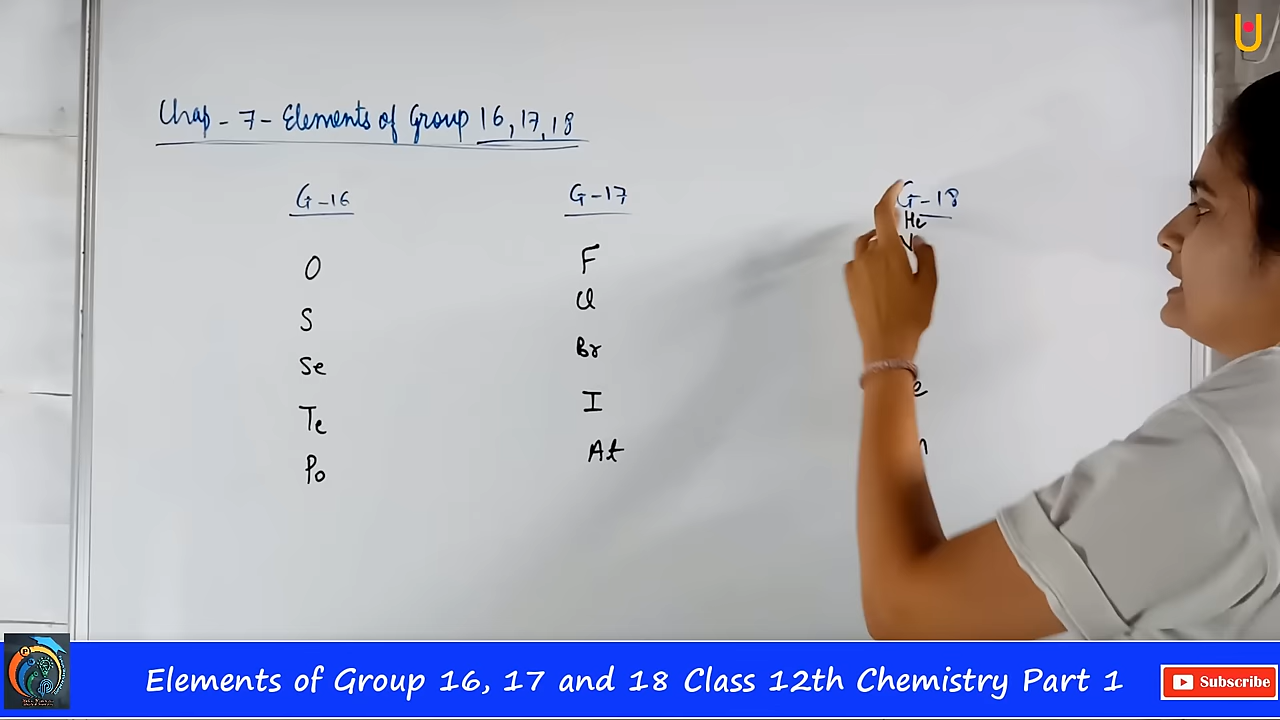 Chap - 7 - Elements of Group 16, 17, 18
G-16
O
S
Se
Te
Po
G-17
F
Cl
Br
I
At
G-18
He
Elements of Group 16, 17 and 18 Class 12th Chemistry Part 1
Subscribe